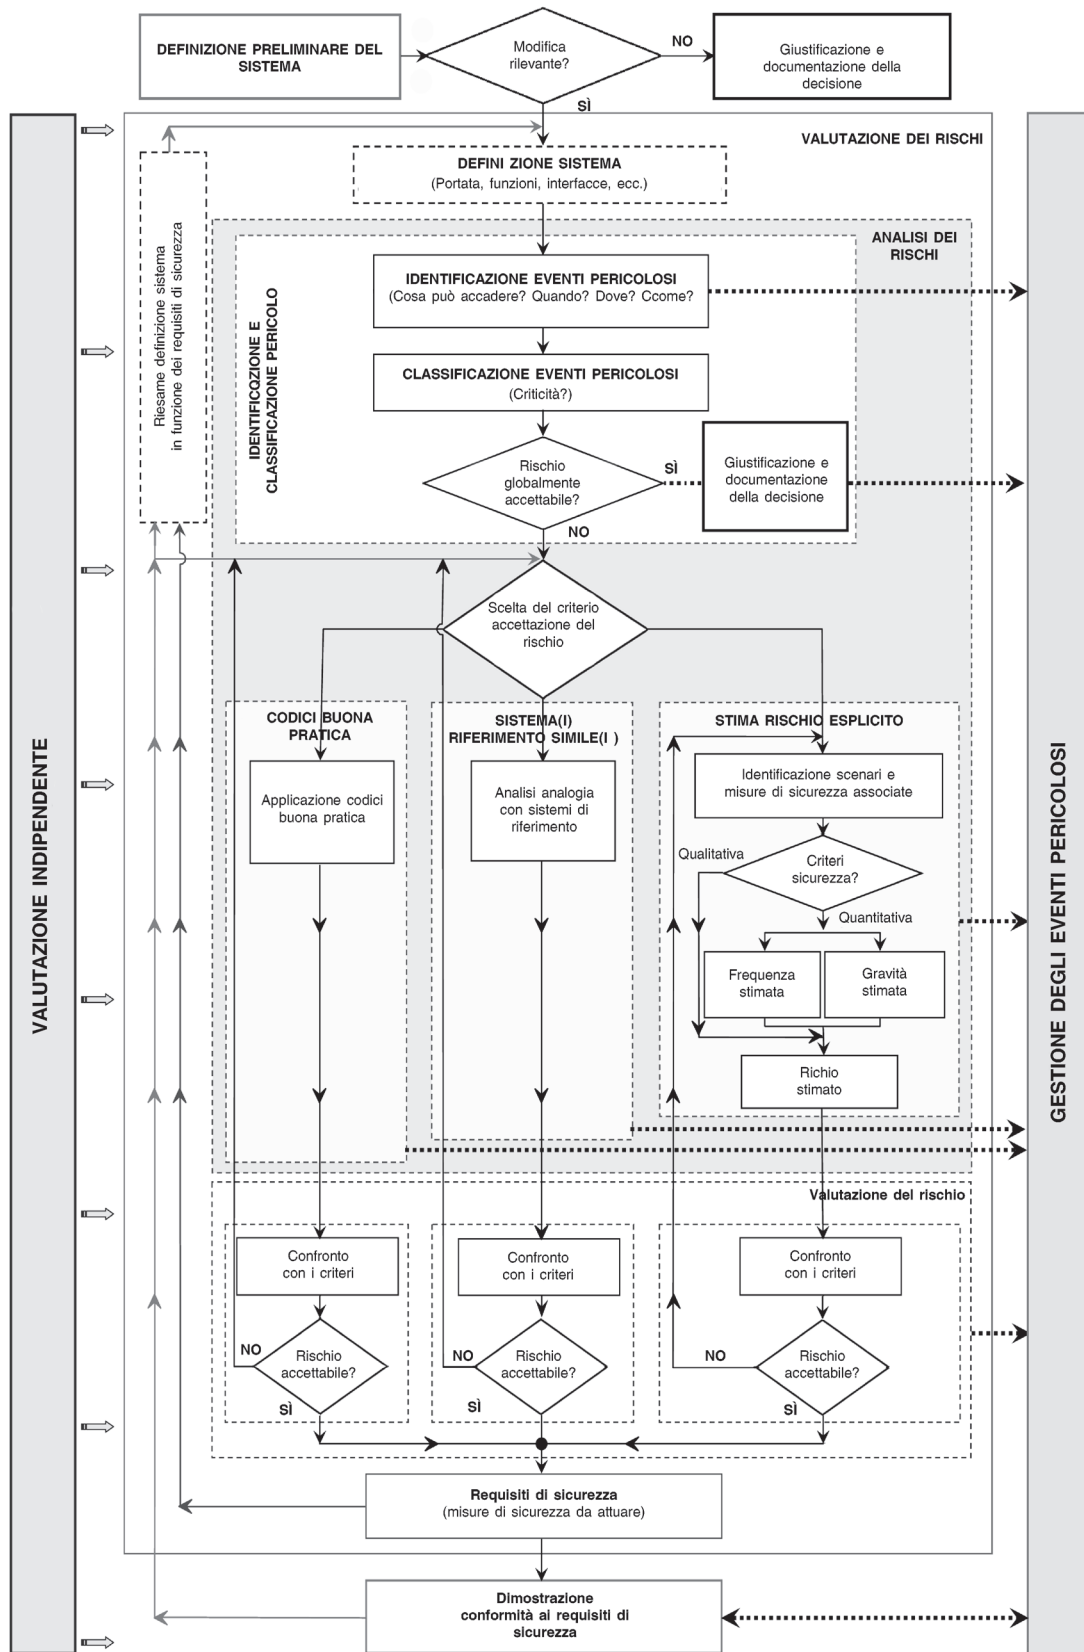 DEFINIZIONE PRELIMINARE DEL
SISTEMA
Modifica
rilevante?
NO
Giustificazione e
documentazione della
decisione
SÌ
VALUTAZIONE DEI RISCHI
DEFINI ZIONE SISTEMA
(Portata, funzioni, interfacce, ecc.)
Riesame definizione sistema
in funzione dei requisiti di sicurezza
ANALISI DEI
RISCHI
IDENTIFICQZIONE E
CLASSIFICAZIONE PERICOLO
IDENTIFICAZIONE EVENTI PERICOLOSI
(Cosa può accadere? Quando? Dove? Ccome?
CLASSIFICAZIONE EVENTI PERICOLOSI
(Criticità?)
Rischio
globalmente
accettabile?
SÌ
Giustificazione e
documentazione
della decisione
NO
Scelta del criterio
accettazione del
rischio
CODICI BUONA
PRATICA
SISTEMA(I)
RIFERIMENTO SIMILE(I )
STIMA RISCHIO ESPLICITO
Applicazione codici
buona pratica
Analisi analogia
con sistemi di
riferimento
Identificazione scenari e
misure di sicurezza associate
Qualitativa
Criteri
sicurezza?
Quantitativa
Frequenza
stimata
Gravità
stimata
Richio
stimato
VALUTAZIONE INDIPENDENTE
GESTIONE DEGLI EVENTI PERICOLOSI
Valutazione del rischio
Confronto
con i criteri
Confronto
con i criteri
Confronto
con i criteri
NO
Rischio
accettabile?
SÌ
NO
Rischio
accettabile?
SÌ
NO
Rischio
accettabile?
SÌ
Requisiti di sicurezza
(misure di sicurezza da attuare)
Dimostrazione
conformità ai requisiti di
sicurezza